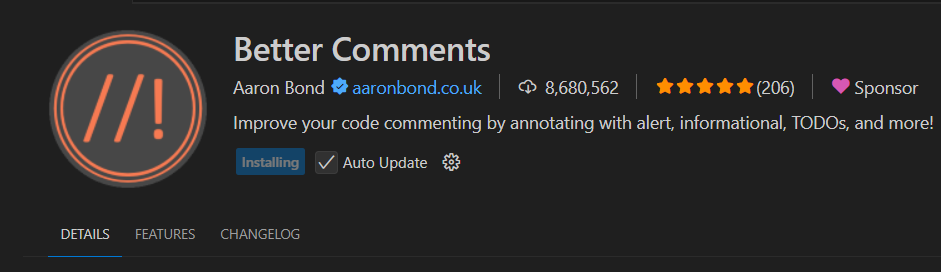 //!
Better Comments
Aaron Bond aaronbond.co.uk 8,680,562 (206) Sponsor
Improve your code commenting by annotating with alert, informational, TODOs, and more!
Installing Auto Update
DETAILS FEATURES CHANGELOG